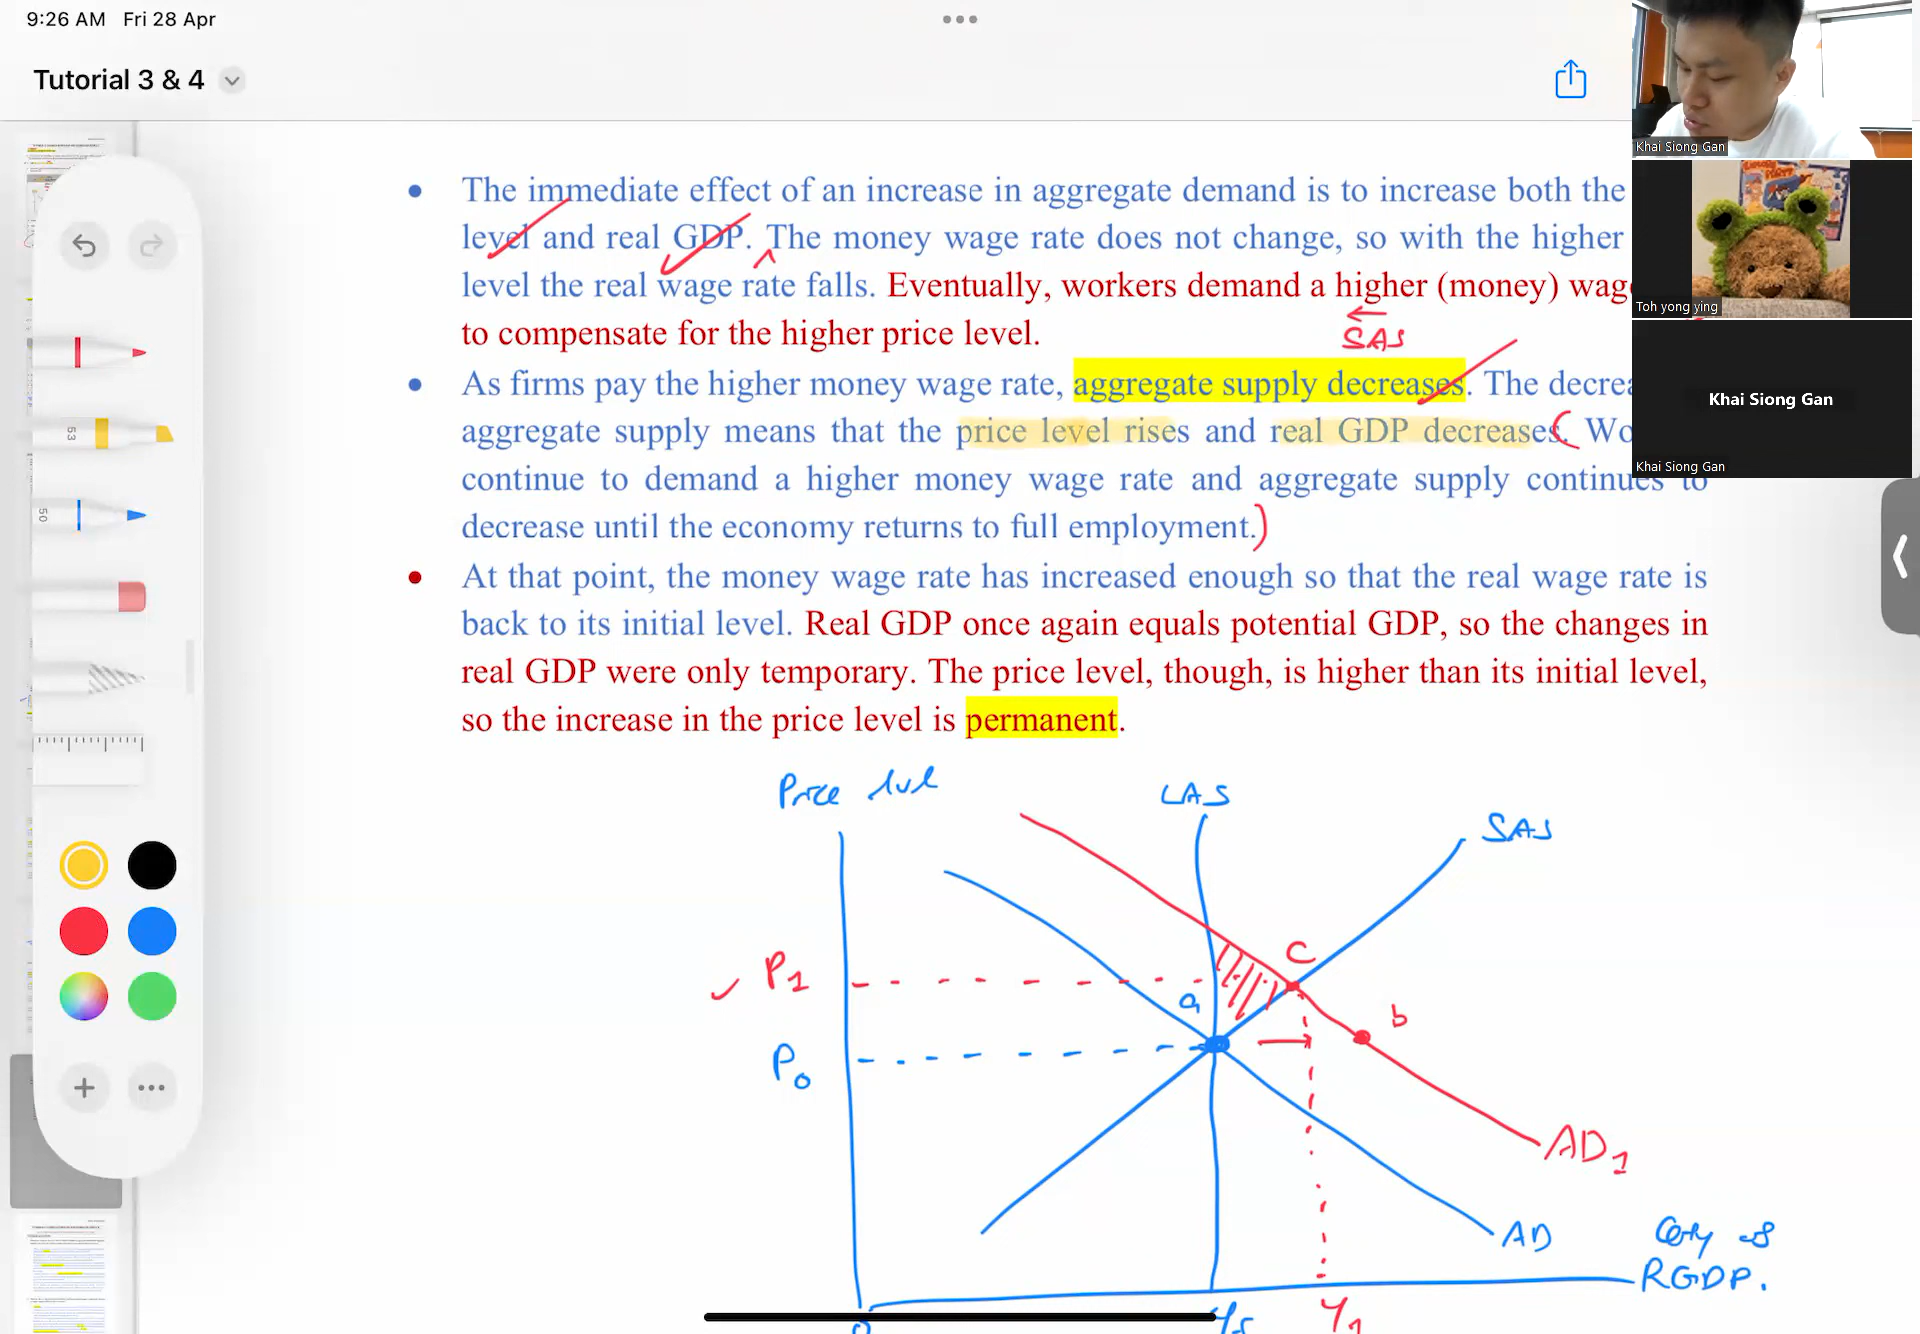 9:26 AM Fri 28 Apr
Tutorial 3 & 4
Khai Siong Gan
Toh yong ying
Khai Siong Gan
Khai Siong Gan
The immediate effect of an increase in aggregate demand is to increase both the
level and real GDP. The money wage rate does not change, so with the higher
level the real wage rate falls. Eventually, workers demand a higher (money) wage
to compensate for the higher price level.
SAS
As firms pay the higher money wage rate, aggregate supply decreases. The
aggregate supply means that the price level rises and real GDP decreases.
continue to demand a higher money wage rate and aggregate supply continues to
decrease until the economy returns to full employment.)
At that point, the money wage rate has increased enough so that the real wage rate is
back to its initial level. Real GDP once again equals potential GDP, so the changes in
real GDP were only temporary. The price level, though, is higher than its initial level,
so the increase in the price level is permanent.
53
50
Price lvl
LAS
SAS
C
P1
a
b
P0
AD1
AD
RGDP.
0
Y1